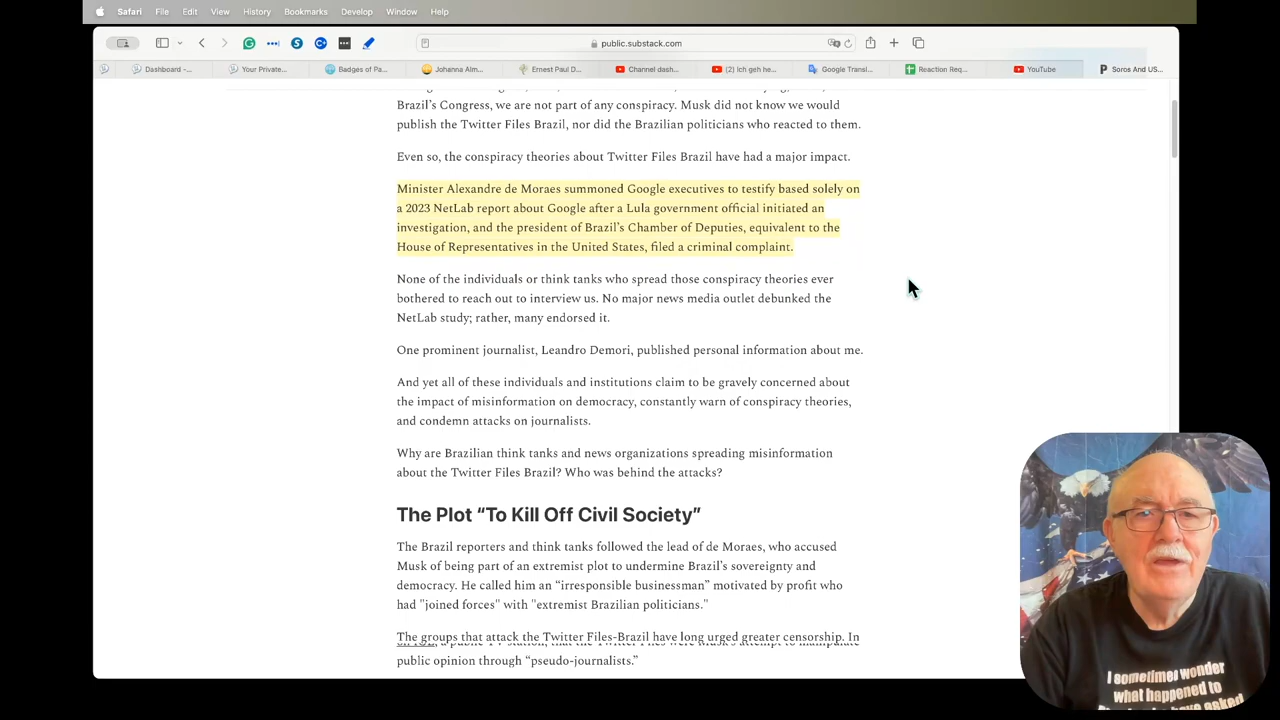 Safari File Edit View History Bookmarks Develop Window Help
public.substack.com
Dashboard -... Your Private... Badges of Pa... Johanna Alm... Ernest Paul D... Channel dash... (2) Ich geh he... Google Transl... Reaction Req... YouTube Soros And US...
Brazil’s Congress, we are not part of any conspiracy. Musk did not know we would
publish the Twitter Files Brazil, nor did the Brazilian politicians who reacted to them.
Even so, the conspiracy theories about Twitter Files Brazil have had a major impact.
Minister Alexandre de Moraes summoned Google executives to testify based solely on
a 2023 NetLab report about Google after a Lula government official initiated an
investigation, and the president of Brazil’s Chamber of Deputies, equivalent to the
House of Representatives in the United States, filed a criminal complaint.
None of the individuals or think tanks who spread those conspiracy theories ever
bothered to reach out to interview us. No major news media outlet debunked the
NetLab study; rather, many endorsed it.
One prominent journalist, Leandro Demori, published personal information about me.
And yet all of these individuals and institutions claim to be gravely concerned about
the impact of misinformation on democracy, constantly warn of conspiracy theories,
and condemn attacks on journalists.
Why are Brazilian think tanks and news organizations spreading misinformation
about the Twitter Files Brazil? Who was behind the attacks?
The Plot “To Kill Off Civil Society”
The Brazil reporters and think tanks followed the lead of de Moraes, who accused
Musk of being part of an extremist plot to undermine Brazil’s sovereignty and
democracy. He called him an “irresponsible businessman” motivated by profit who
had "joined forces" with "extremist Brazilian politicians."
The groups that attack the Twitter Files-Brazil have long urged greater censorship. In
public opinion through “pseudo-journalists.”
I sometimes wonder
what happened to
have asked